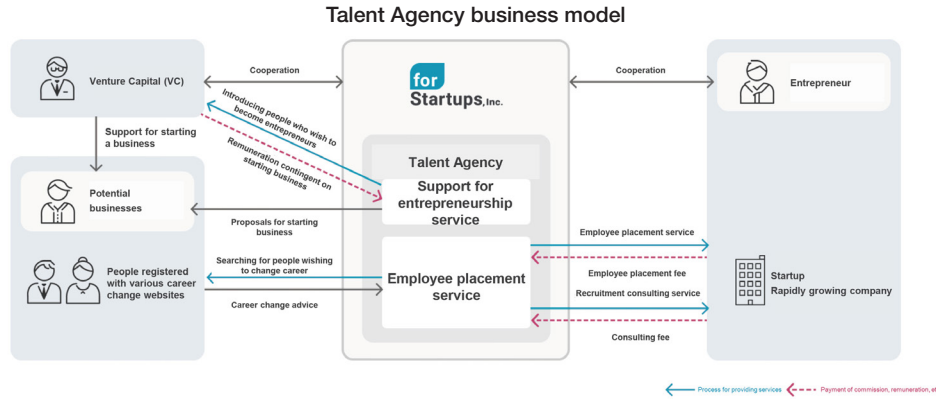 Talent Agency business model
Venture Capital (VC)
Cooperation
for
Startups,Inc.
Cooperation
Entrepreneur
Introducing people who wish to
become entrepreneurs
Remuneration contingent on
starting business
Support for starting
a business
Talent Agency
Support for
entrepreneurship
service
Potential
businesses
Proposals for starting
business
Employee placement service
Searching for people wishing
to change career
People registered
with various career
change websites
Employee placement
service
Employee placement fee
Startup
Rapidly growing company
Recruitment consulting service
Career change advice
Consulting fee
Process for providing services
Payment of commission, remuneration, et